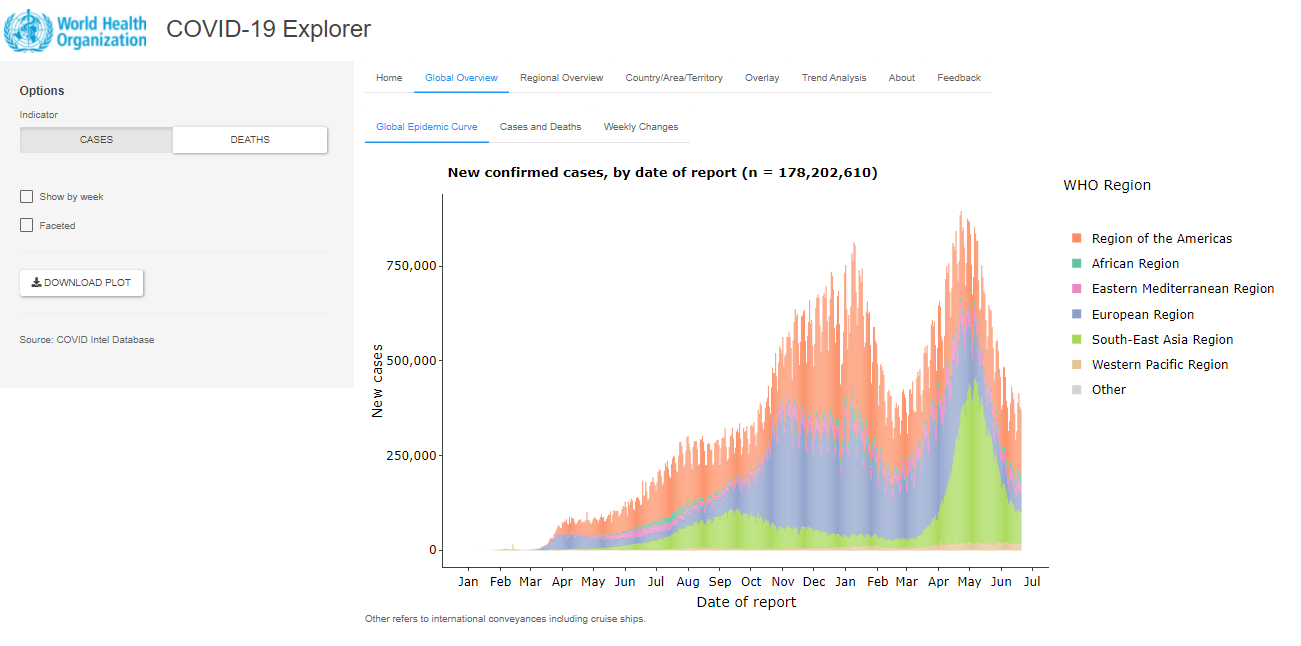 World Health
Organization
COVID-19 Explorer
Options
Indicator
CASES
DEATHS
Show by week
Faceted
DOWNLOAD PLOT
Source: COVID Intel Database
Home
Global Overview
Regional Overview
Country/Area/Territory
Overlay
Trend Analysis
About
Feedback
Global Epidemic Curve
Cases and Deaths
Weekly Changes
New confirmed cases, by date of report (n = 178,202,610)
New cases
750,000
500,000
250,000
0
Jan Feb Mar Apr May Jun Jul Aug Sep Oct Nov Dec Jan Feb Mar Apr May Jun Jul
Date of report
WHO Region
Region of the Americas
African Region
Eastern Mediterranean Region
European Region
South-East Asia Region
Western Pacific Region
Other
Other refers to international conveyances including cruise ships.